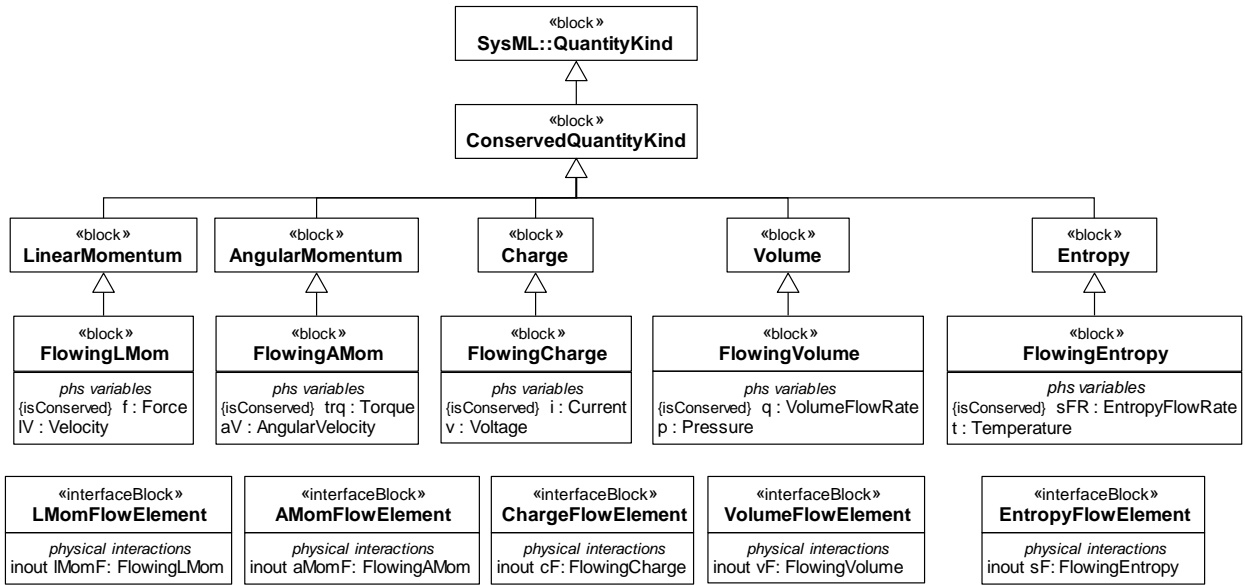 «block»
SysML::QuantityKind
«block»
ConservedQuantityKind
«block»
LinearMomentum
«block»
AngularMomentum
«block»
Charge
«block»
Volume
«block»
Entropy
«block»
FlowingLMom
phs variables
{isConserved} f : Force
lV : Velocity
«block»
FlowingAMom
phs variables
{isConserved} trq : Torque
aV : AngularVelocity
«block»
FlowingCharge
phs variables
{isConserved} i : Current
v : Voltage
«block»
FlowingVolume
phs variables
{isConserved} q : VolumeFlowRate
p : Pressure
«block»
FlowingEntropy
phs variables
{isConserved} sFR : EntropyFlowRate
t : Temperature
«interfaceBlock»
LMomFlowElement
physical interactions
inout lMomF: FlowingLMom
«interfaceBlock»
AMomFlowElement
physical interactions
inout aMomF: FlowingAMom
«interfaceBlock»
ChargeFlowElement
physical interactions
inout cF: FlowingCharge
«interfaceBlock»
VolumeFlowElement
physical interactions
inout vF: FlowingVolume
«interfaceBlock»
EntropyFlowElement
physical interactions
inout sF: FlowingEntropy